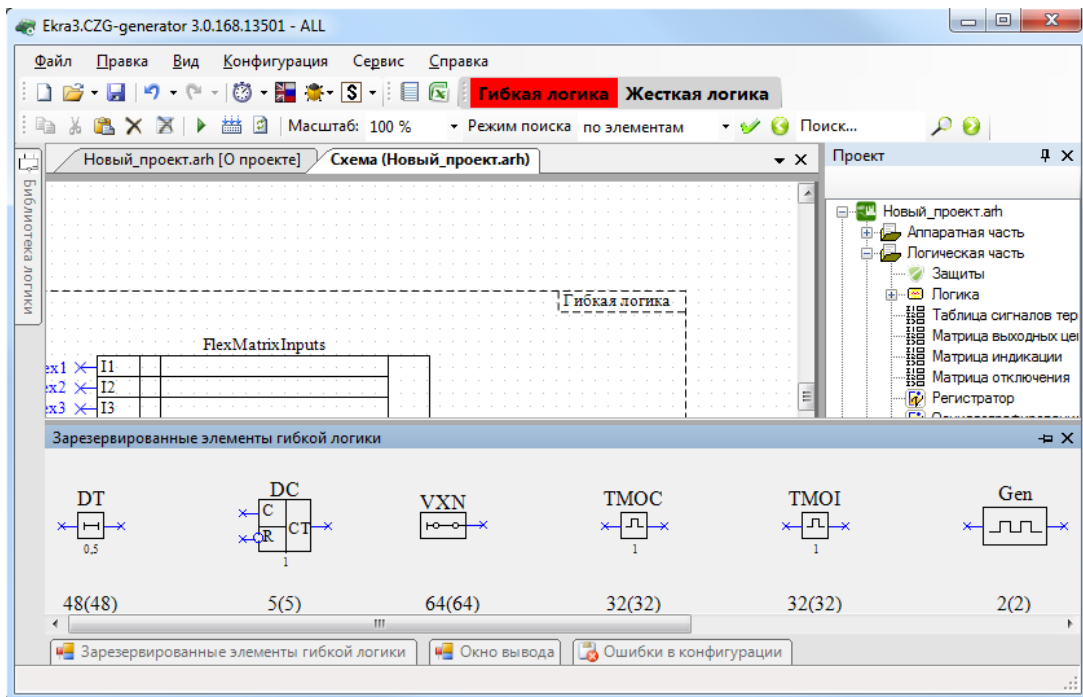 Ekra3.CZG-generator 3.0.168.13501 - ALL
Файл Правка Вид Конфигурация Сервис Справка
S Гибкая логика Жесткая логика
Масштаб: 100 % Режим поиска по элементам Поиск...
Библиотека логики
Новый_проект.arh [О проекте] Схема (Новый_проект.arh)
Проект
Новый_проект.arh
Аппаратная часть
Логическая часть
Защиты
Логика
Таблица сигналов тер
Матрица выходных цеп
Матрица индикации
Матрица отключения
Регистратор
Гибкая логика
FlexMatrixInputs
ex1 I1
ex2 I2
ex3 I3
Зарезервированные элементы гибкой логики
DT DC VXN TMOC TMOI Gen
C
R CT
0,5 1 1 1
48(48) 5(5) 64(64) 32(32) 32(32) 2(2)
Зарезервированные элементы гибкой логики Окно вывода Ошибки в конфигурации